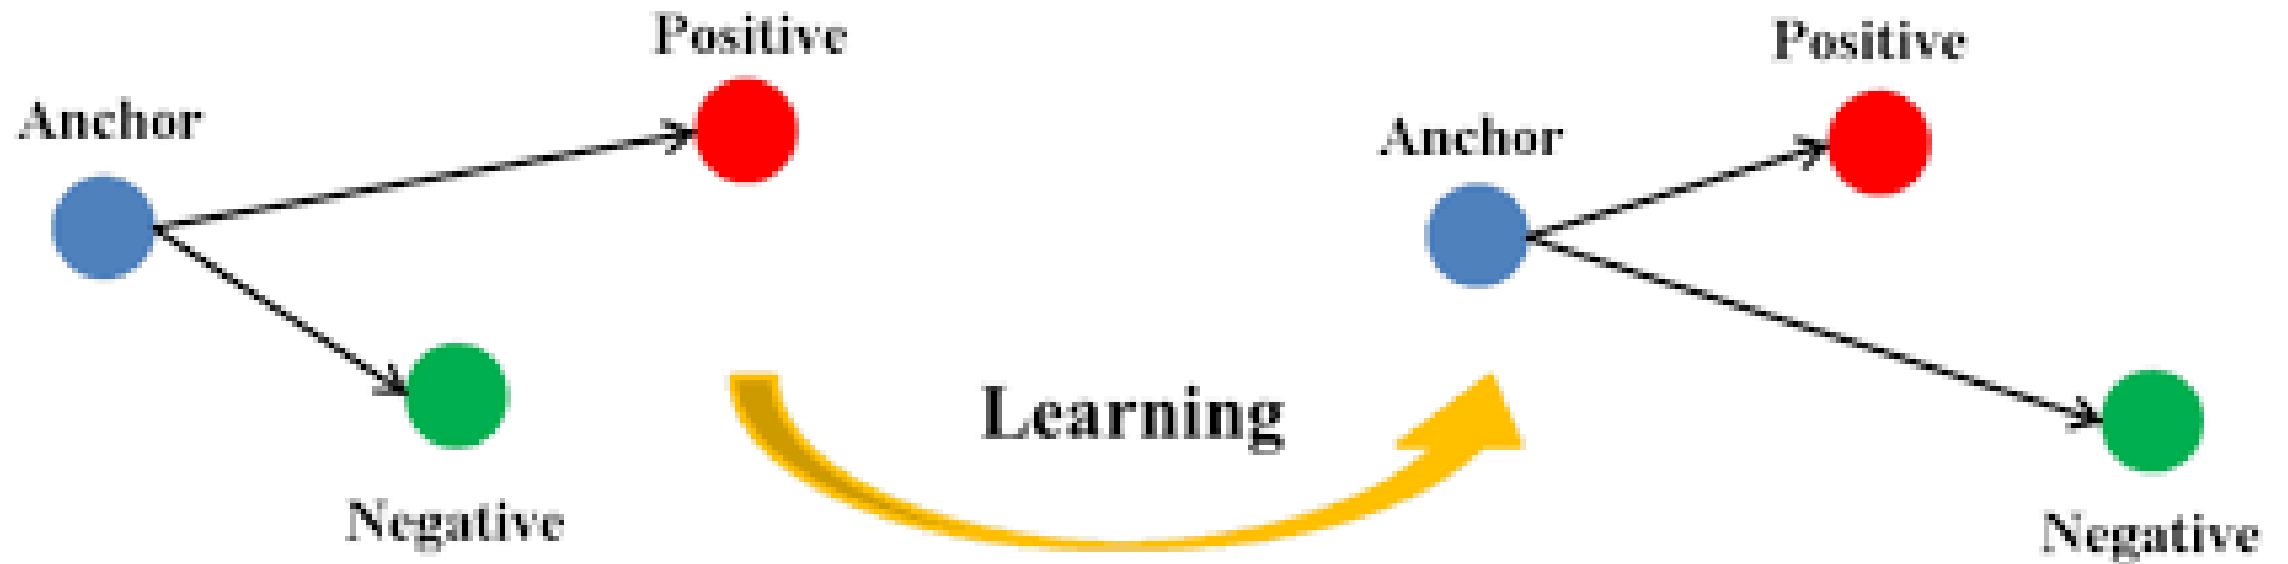 Positive
Anchor
Negative
Learning
Positive
Anchor
Negative